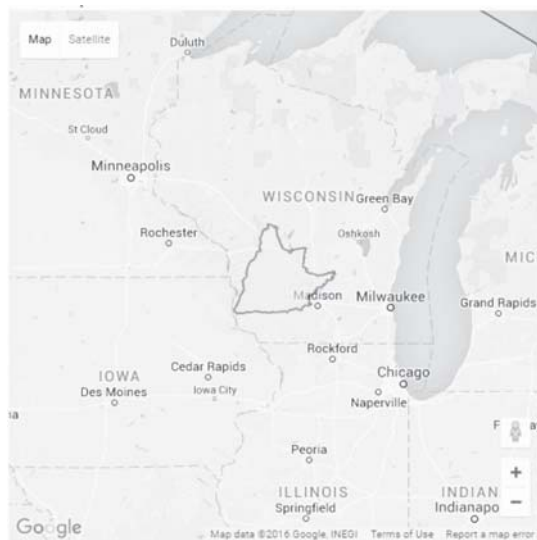 Map Satellite
Duluth
MINNESOTA
St Cloud
Minneapolis
WISCONSIN
Green Bay
Rochester
Oshkosh
MIC
Madison
Milwaukee
Grand Rapids
Rockford
IOWA
Cedar Rapids
Chicago
Des Moines
Iowa City
Naperville
Peoria
ILLINOIS
INDIAN
Springfield
Indianapo
Google
Map data ©2016 Google, INEGI Terms of Use Report a map error